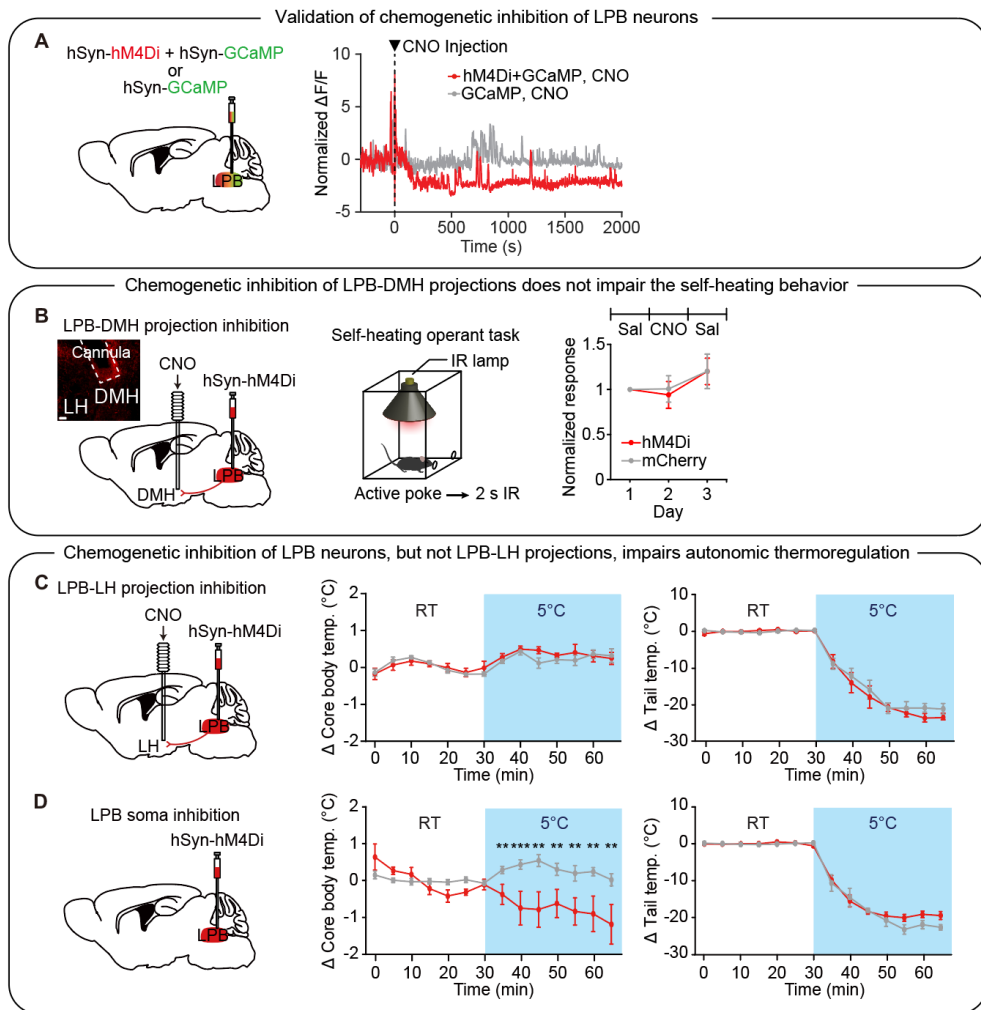 Validation of chemogenetic inhibition of LPB neurons
A
hSyn-hM4Di + hSyn-GCaMP
or
hSyn-GCaMP
LPB
CNO Injection
hM4Di+GCaMP, CNO
GCaMP, CNO
Normalized ΔF/F
10
5
0
-5
0 500 1000 1500 2000
Time (s)
Chemogenetic inhibition of LPB-DMH projections does not impair the self-heating behavior
B
LPB-DMH projection inhibition
Cannula
DMH
LH
CNO
hSyn-hM4Di
LPB
DMH
Self-heating operant task
IR lamp
Active poke → 2 s IR
Sal CNO Sal
Normalized response
1.5
1
0.5
0
hM4Di
mCherry
1 2 3
Day
Chemogenetic inhibition of LPB neurons, but not LPB-LH projections, impairs autonomic thermoregulation
C
LPB-LH projection inhibition
CNO
hSyn-hM4Di
LPB
LH
Δ Core body temp. (°C)
2
1
0
-1
-2
RT 5°C
0 10 20 30 40 50 60
Time (min)
Δ Tail temp. (°C)
10
0
-10
-20
-30
RT 5°C
0 10 20 30 40 50 60
Time (min)
D
LPB soma inhibition
hSyn-hM4Di
LPB
Δ Core body temp. (°C)
2
1
0
-1
-2
RT 5°C
** *** ** ** ** ** **
0 10 20 30 40 50 60
Time (min)
Δ Tail temp. (°C)
10
0
-10
-20
-30
RT 5°C
0 10 20 30 40 50 60
Time (min)